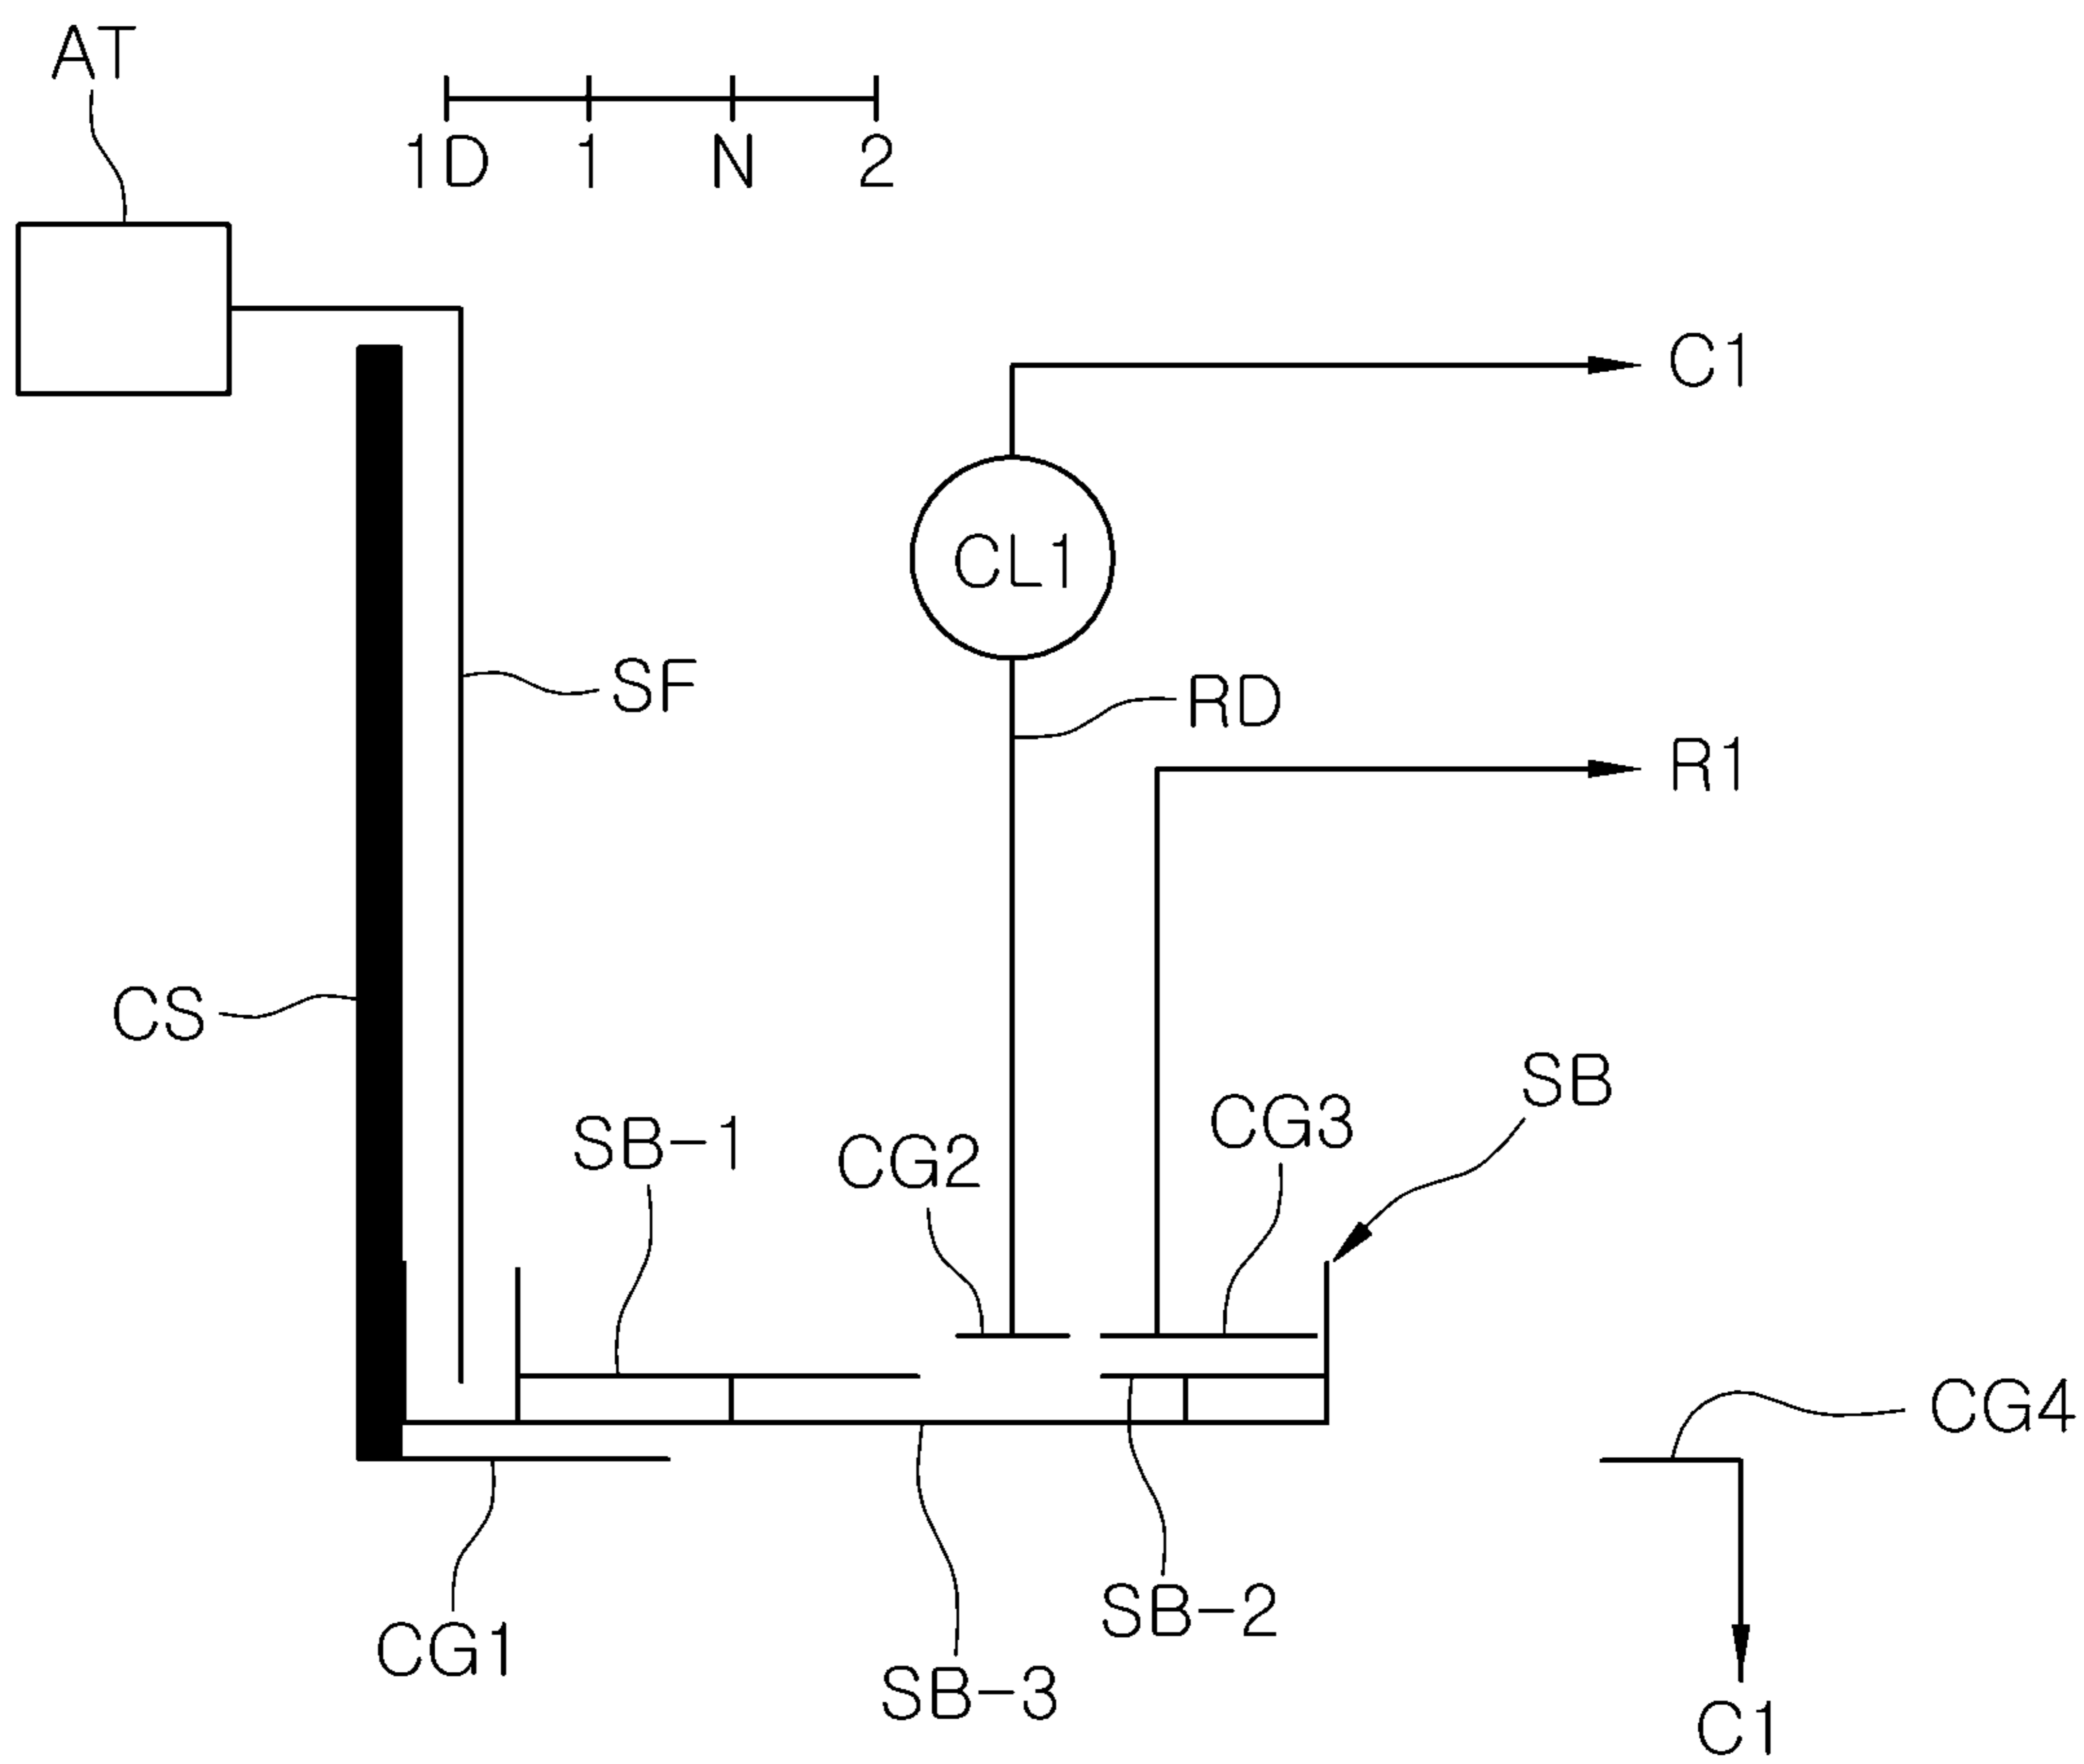 AT
1D 1 N 2
C1
CL1
SF
RD
R1
CS
SB
CG3
SB-1
CG2
CG4
SB-2
CG1
SB-3
C1